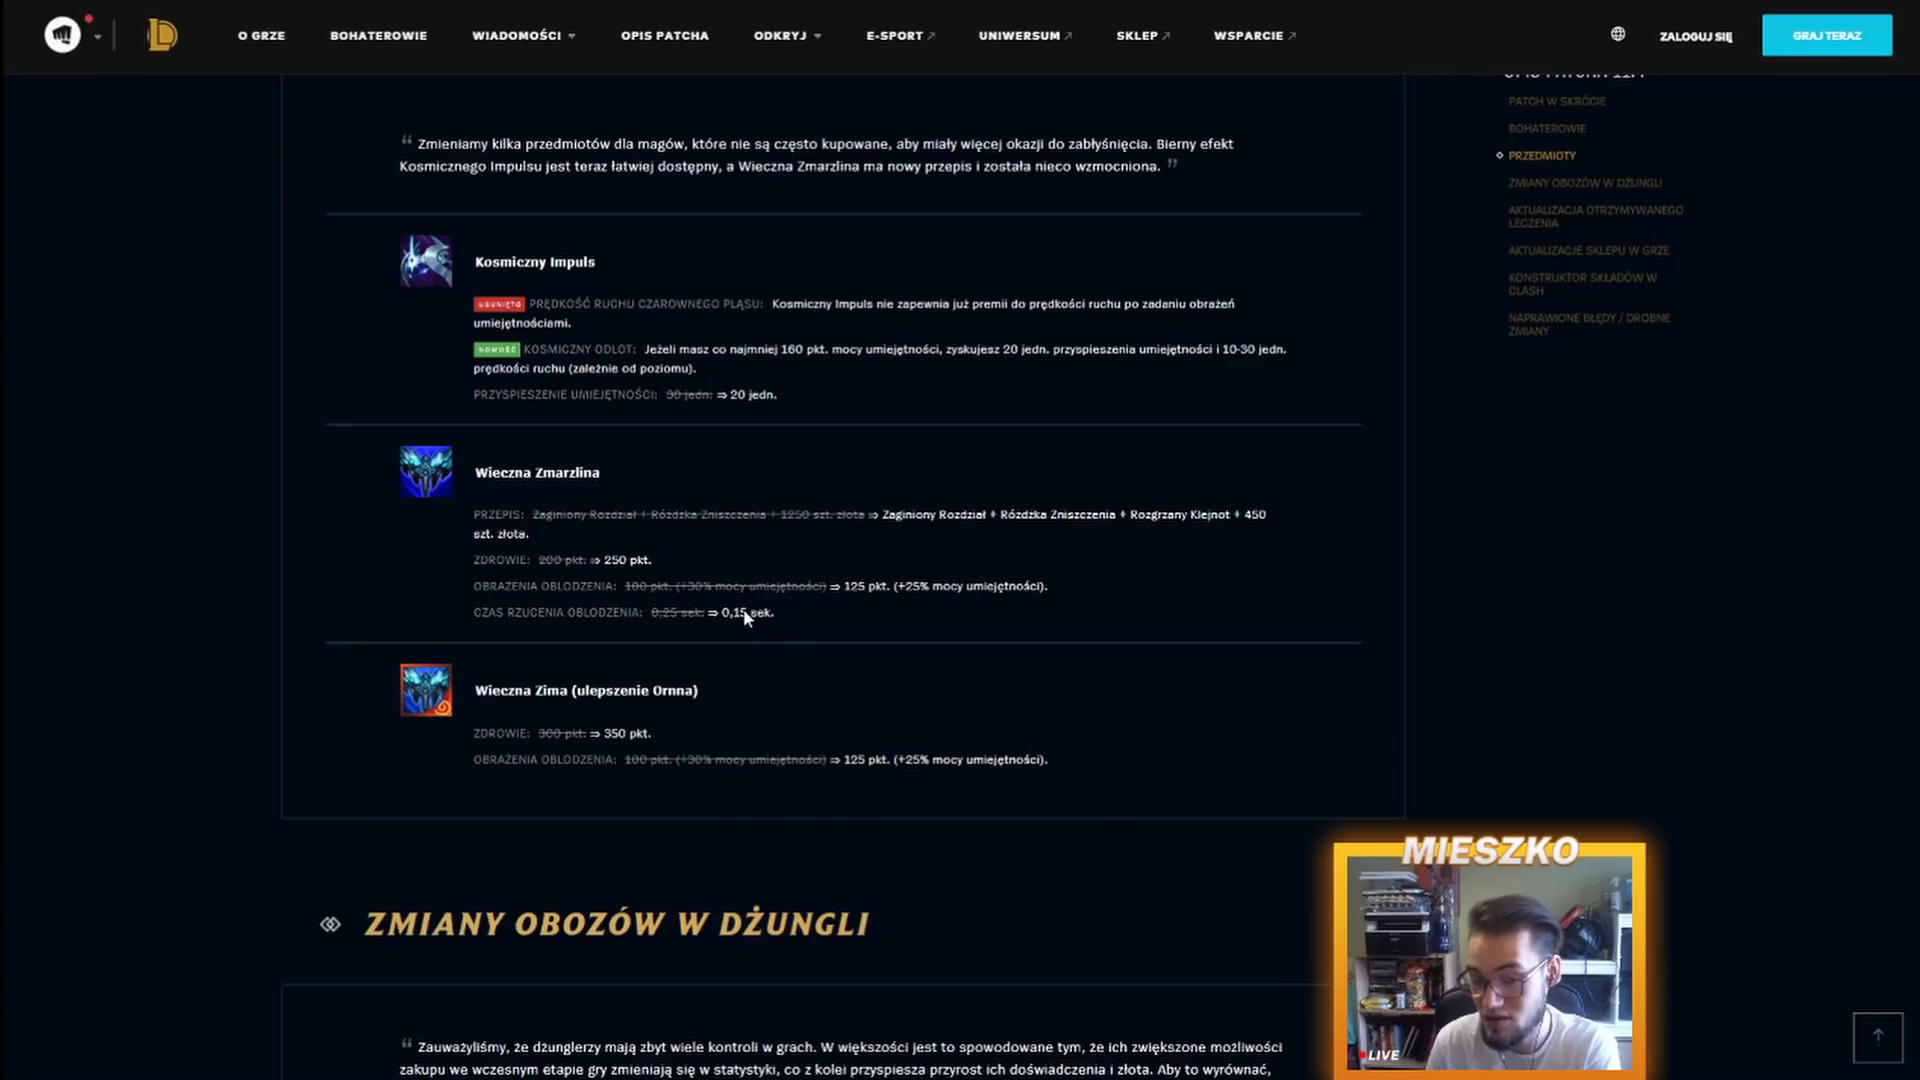 O GRZE BOHATEROWIE WIADOMOŚCI OPIS PATCHA ODKRYJ E-SPORT UNIWERSUM SKLEP WSPARCIE ZALOGUJ SIĘ GRAJ TERAZ
PATCH W SKRÓCIE
BOHATEROWIE
PRZEDMIOTY
ZMIANY OBOZÓW W DŻUNGLI
AKTUALIZACJA OTRZYMYWANEGO
LECZENIA
AKTUALIZACJE SKLEPU W GRZE
KONSTRUKTOR SKŁADÓW W
CLASH
NAPRAWIONE BŁĘDY / DROBNE
ZMIANY
“ Zmieniamy kilka przedmiotów dla magów, które nie są często kupowane, aby miały więcej okazji do zabłyśnięcia. Bierny efekt
Kosmicznego Impulsu jest teraz łatwiej dostępny, a Wieczna Zmarzlina ma nowy przepis i została nieco wzmocniona. ”
Kosmiczny Impuls
USUNIĘTO PRĘDKOŚĆ RUCHU CZAROWNEGO PLĄSU: Kosmiczny Impuls nie zapewnia już premii do prędkości ruchu po zadaniu obrażeń
umiejętnościami.
NOWOŚĆ KOSMICZNY ODLOT: Jeżeli masz co najmniej 160 pkt. mocy umiejętności, zyskujesz 20 jedn. przyspieszenia umiejętności i 10-30 jedn.
prędkości ruchu (zależnie od poziomu).
PRZYSPIESZENIE UMIEJĘTNOŚCI: 30 jedn. ⇒ 20 jedn.
Wieczna Zmarzlina
PRZEPIS: Zaginiony Rozdział + Różdżka Zniszczenia + 1250 szt. złota ⇒ Zaginiony Rozdział + Różdżka Zniszczenia + Rozgrzany Klejnot + 450
szt. złota.
ZDROWIE: 200 pkt. ⇒ 250 pkt.
OBRAŻENIA OBLODZENIA: 100 pkt. (+30% mocy umiejętności) ⇒ 125 pkt. (+25% mocy umiejętności).
CZAS RZUCENIA OBLODZENIA: 0,25 sek. ⇒ 0,15 sek.
Wieczna Zima (ulepszenie Ornna)
ZDROWIE: 300 pkt. ⇒ 350 pkt.
OBRAŻENIA OBLODZENIA: 100 pkt. (+30% mocy umiejętności) ⇒ 125 pkt. (+25% mocy umiejętności).
ZMIANY OBOZÓW W DŻUNGLI
“ Zauważyliśmy, że dżunglerzy mają zbyt wiele kontroli w grach. W większości jest to spowodowane tym, że ich zwiększone możliwości
zakupu we wczesnym etapie gry zmieniają się w statystyki, co z kolei przyspiesza przyrost ich doświadczenia i złota. Aby to wyrównać,
MIESZKO
LIVE